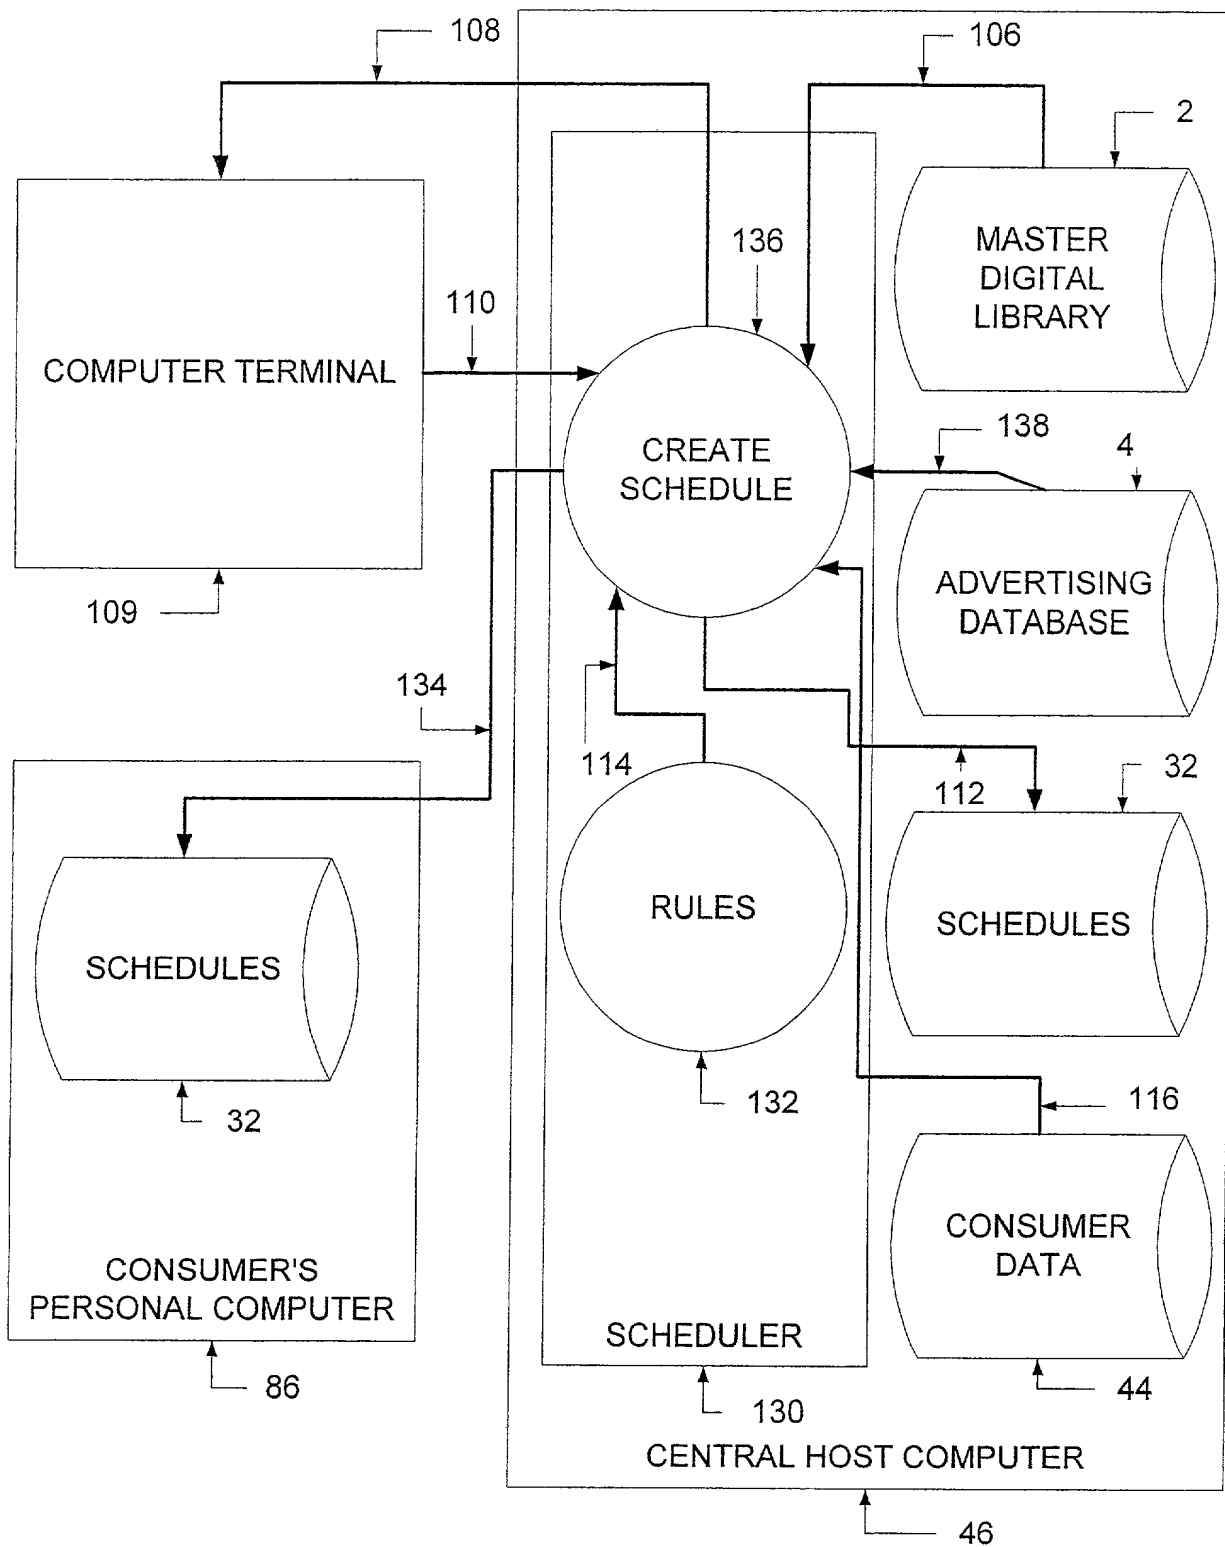 108
106
2
MASTER
DIGITAL
LIBRARY
136
110
COMPUTER TERMINAL
CREATE
SCHEDULE
138
4
ADVERTISING
DATABASE
109
134
114
112
32
SCHEDULES
RULES
SCHEDULES
32
132
116
CONSUMER
DATA
CONSUMER'S
PERSONAL COMPUTER
SCHEDULER
86
130
44
CENTRAL HOST COMPUTER
46